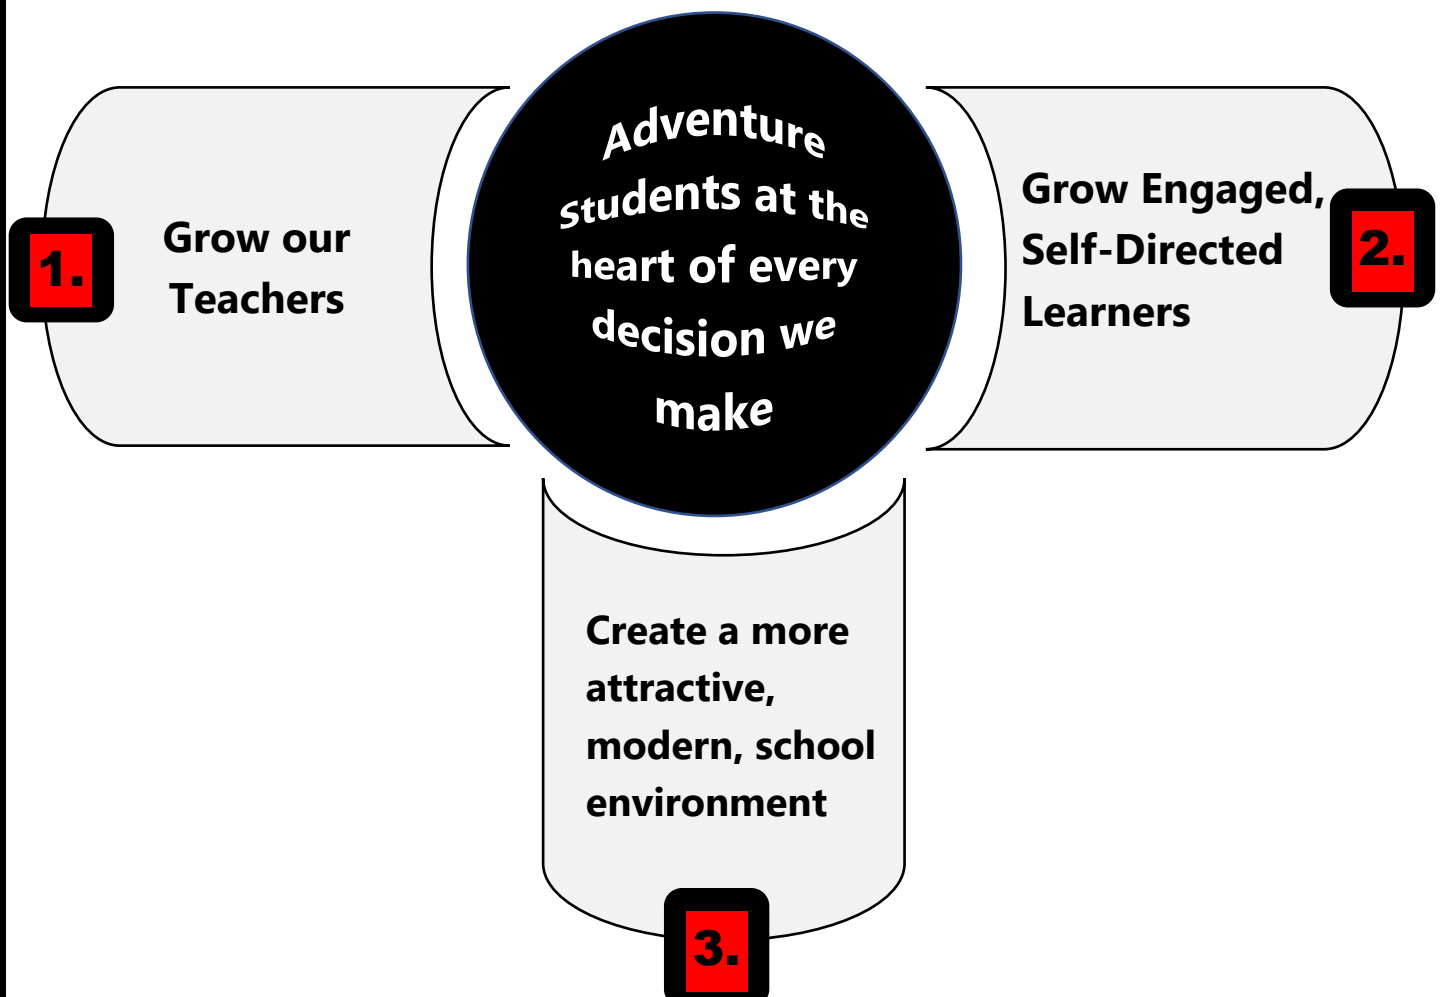 Adventure
students at the
heart of every
decision we
make
1.
Grow our
Teachers
Grow Engaged,
Self-Directed
Learners
2.
Create a more
attractive,
modern, school
environment
3.